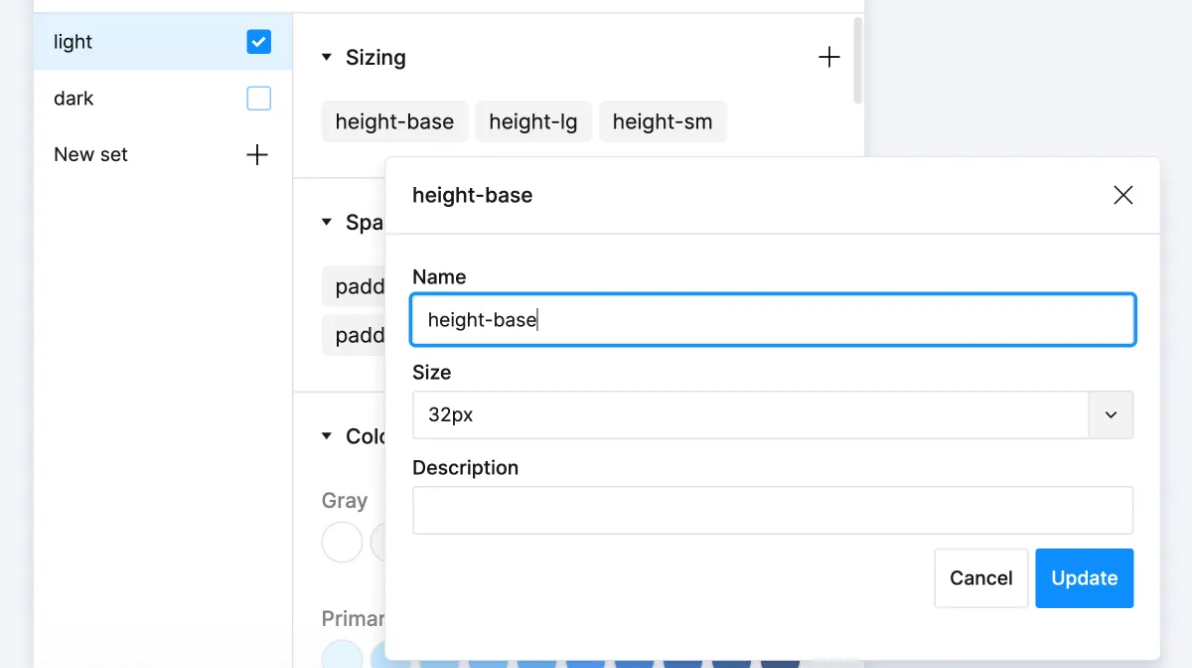 light
dark
New set
Sizing
height-base height-lg height-sm
Spa
padd
padd
Colo
Gray
Primar
height-base
Name
height-base
Size
32px
Description
Cancel Update